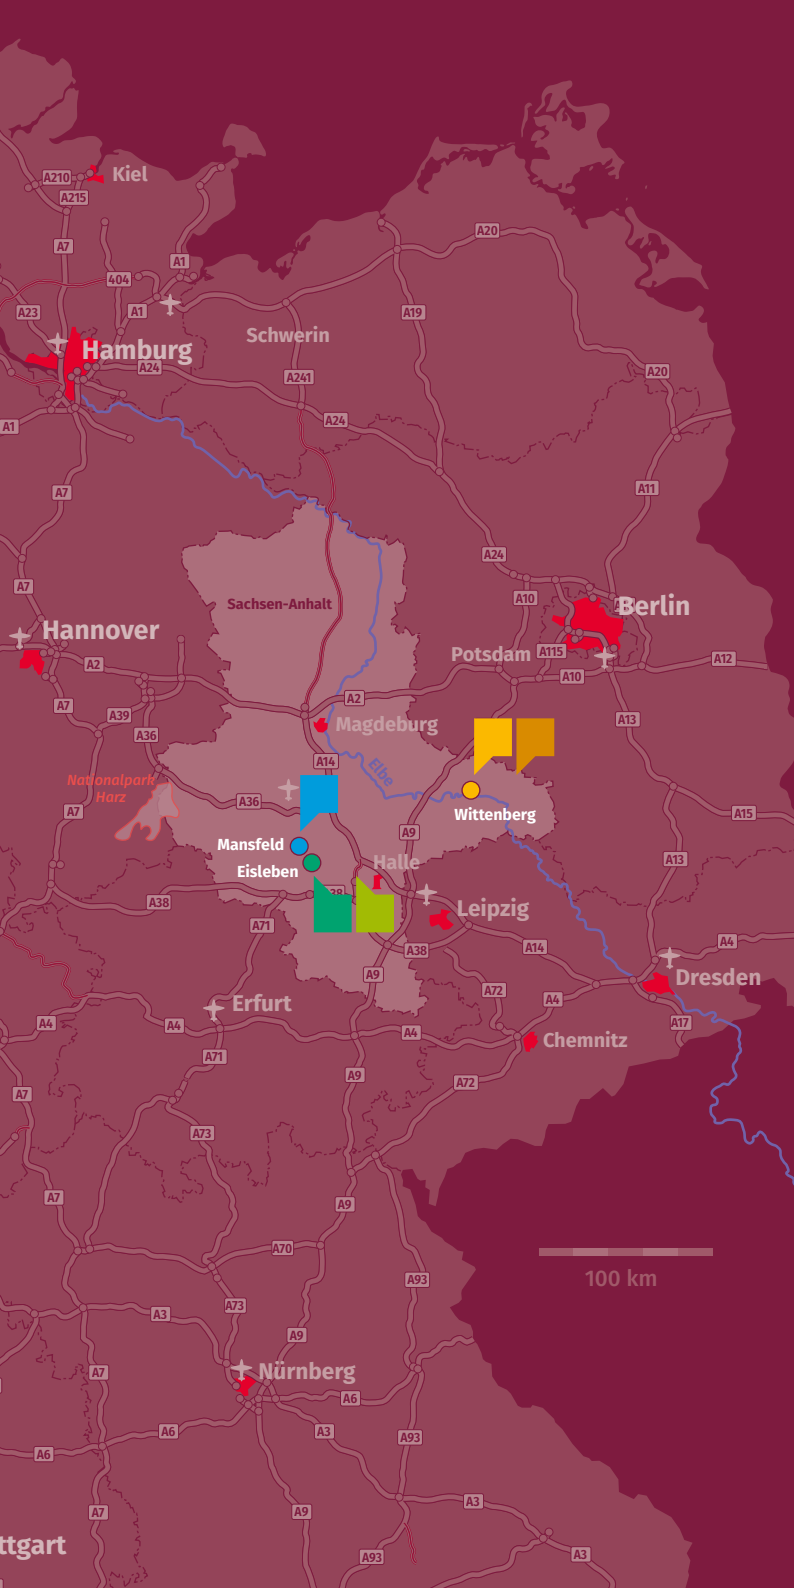 Kiel
A210
A215
A7
A1
A20
404
A23
A1
A19
Schwerin
Hamburg
A24
A241
A20
A24
A1
A7
A11
A24
A7
A10
Sachsen-Anhalt
Berlin
Hannover
Potsdam
A115
A2
A10
A12
A2
A7
A39
A36
Magdeburg
A13
A14
Elbe
Nationalpark
Harz
A36
A7
A15
Wittenberg
A9
Mansfeld
Eisleben
Halle
A13
A38
38
Leipzig
A71
A38
A14
A4
A9
Dresden
A72
A4
Erfurt
A4
A4
A4
A17
Chemnitz
A71
A9
A72
A7
A73
A7
A9
A70
A93
100 km
A73
A3
A9
Nürnberg
A7
A6
A6
A3
A93
A6
A7
A9
A3
ttgart
A93
A3